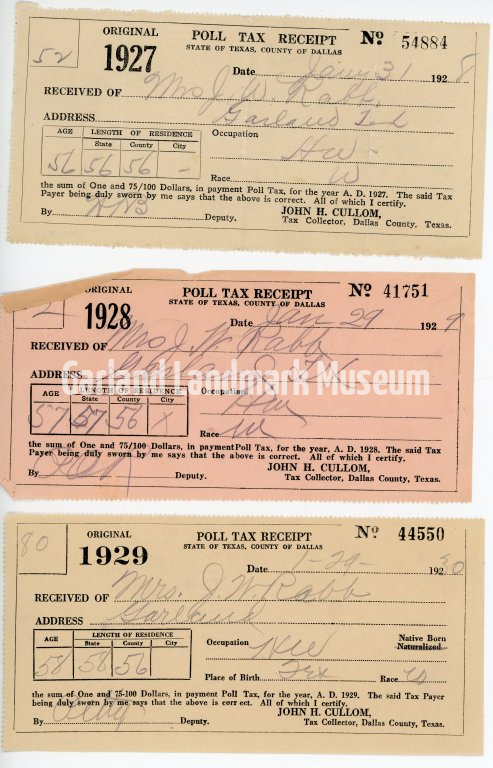 ORIGINAL
1927
52
POLL TAX RECEIPT
STATE OF TEXAS, COUNTY OF DALLAS
No 54884
Date Jany 31 1928
RECEIVED OF Mrs J. W. Rabb
ADDRESS Garland Tex
AGE LENGTH OF RESIDENCE
State County City
56 56 56 -
Occupation
HW
Race W
the sum of One and 75/100 Dollars, in payment Poll Tax, for the year A. D. 1927. The said Tax
Payer being duly sworn by me says that the above is correct. All of which I certify.
By Deputy.
JOHN H. CULLOM,
Tax Collector, Dallas County, Texas.
ORIGINAL
1928
POLL TAX RECEIPT
STATE OF TEXAS, COUNTY OF DALLAS
No 41751
Date Jan 29 1929
RECEIVED OF Mrs J W Rabb
ADDRESS
Garland Landmark Museum
AGE LENGTH OF RESIDENCE
State County City
57 57 56 X
Occupation
HW
Race W
the sum of One and 75/100 Dollars, in payment Poll Tax, for the year, A. D. 1928. The said Tax
Payer being duly sworn by me says that the above is correct. All of which I certify.
By Deputy.
JOHN H. CULLOM,
Tax Collector, Dallas County, Texas.
80
ORIGINAL
1929
POLL TAX RECEIPT
STATE OF TEXAS, COUNTY OF DALLAS
No 44550
Date 1-29- 1930
RECEIVED OF Mrs. J W Rabb
ADDRESS Garland
AGE LENGTH OF RESIDENCE
State County City
58 58 56
Occupation HW
Native Born
Naturalized
Place of Birth Tex Race W
the sum of One and 75-100 Dollars, in payment Poll Tax, for the year, A. D. 1929. The said Tax Payer
being duly sworn by me says that the above is correct. All of which I certify.
By Deputy.
JOHN H. CULLOM,
Tax Collector, Dallas County, Texas.